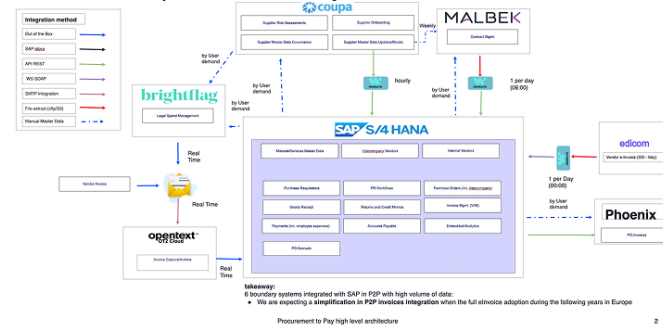 coupa
Supplier Risk Assessments
Supplier Onboarding
Supplier Master Data Governance
Supplier Master Data Updates/Blocks
Weekly
MALBEK
Contract Mgmt.
Integration method
Out of the Box
SAP idocs
API REST
WS SOAP
SMTP Integration
File extract (sftp/S3)
Manual Master Data
by User
demand
by User
demand
by User
demand
hourly
by User
demand
1 per day
(06:00)
brightflag
Legal Spend Management
Real
Time
SAP S/4 HANA
Material/Services Master Data
Intercompany Vendors
Internal Vendors
Purchase Requisitions
PR Workflows
Purchase Orders (inc. Intercompany)
Goods Receipt
Returns and Credit Memos
Invoice Mgmt. (VIM)
Payments (inc. employee expenses)
Accounts Payable
Embedded Analytics
PO Accruals
edicom
Vendor e-Invoice (SDI - Italy)
1 per Day
(00:00)
by User
demand
Phoenix
Vendor Invoice
Real Time
opentext
OT2 Cloud
Invoice Capture/Archive
Real
Time
takeaway:
6 boundary systems integrated with SAP in P2P with high volume of data:
• We are expecting a simplification in P2P invoices integration when the full eInvoice adoption during the following years in Europe
Procurement to Pay high level architecture
2